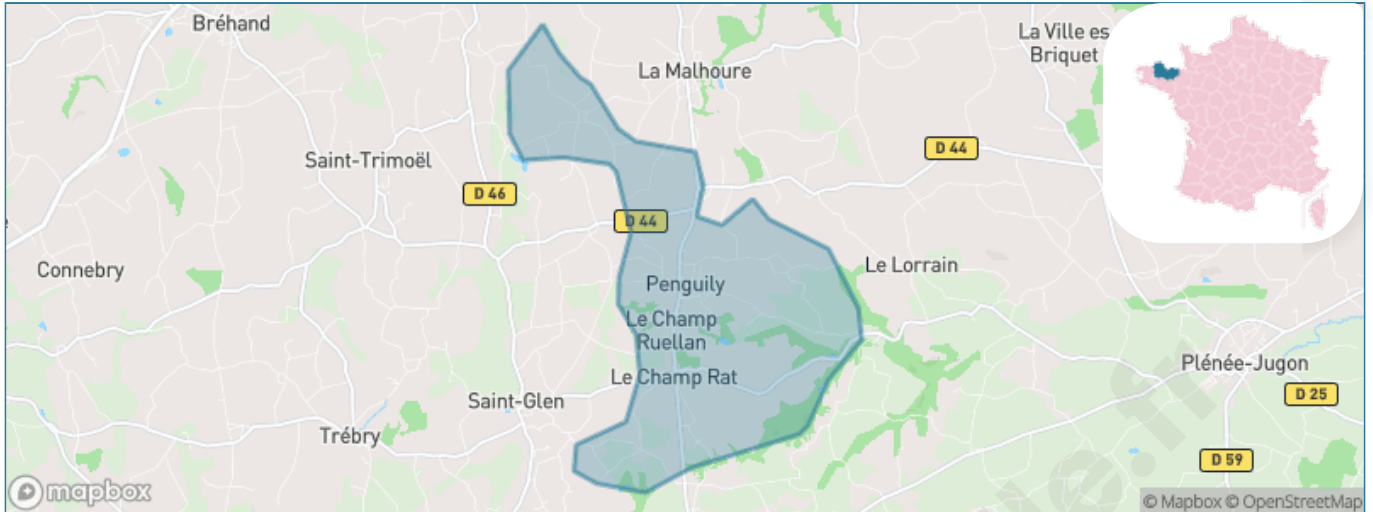 Bréhand
La Ville es
Briquet
La Malhoure
D 44
Saint-Trimoël
D 46
D 44
Connebry
Le Lorrain
Penguily
Le Champ
Ruellan
Plénée-Jugon
Le Champ Rat
D 25
Saint-Glen
Trébry
D 59
mapbox
© Mapbox © OpenStreetMap